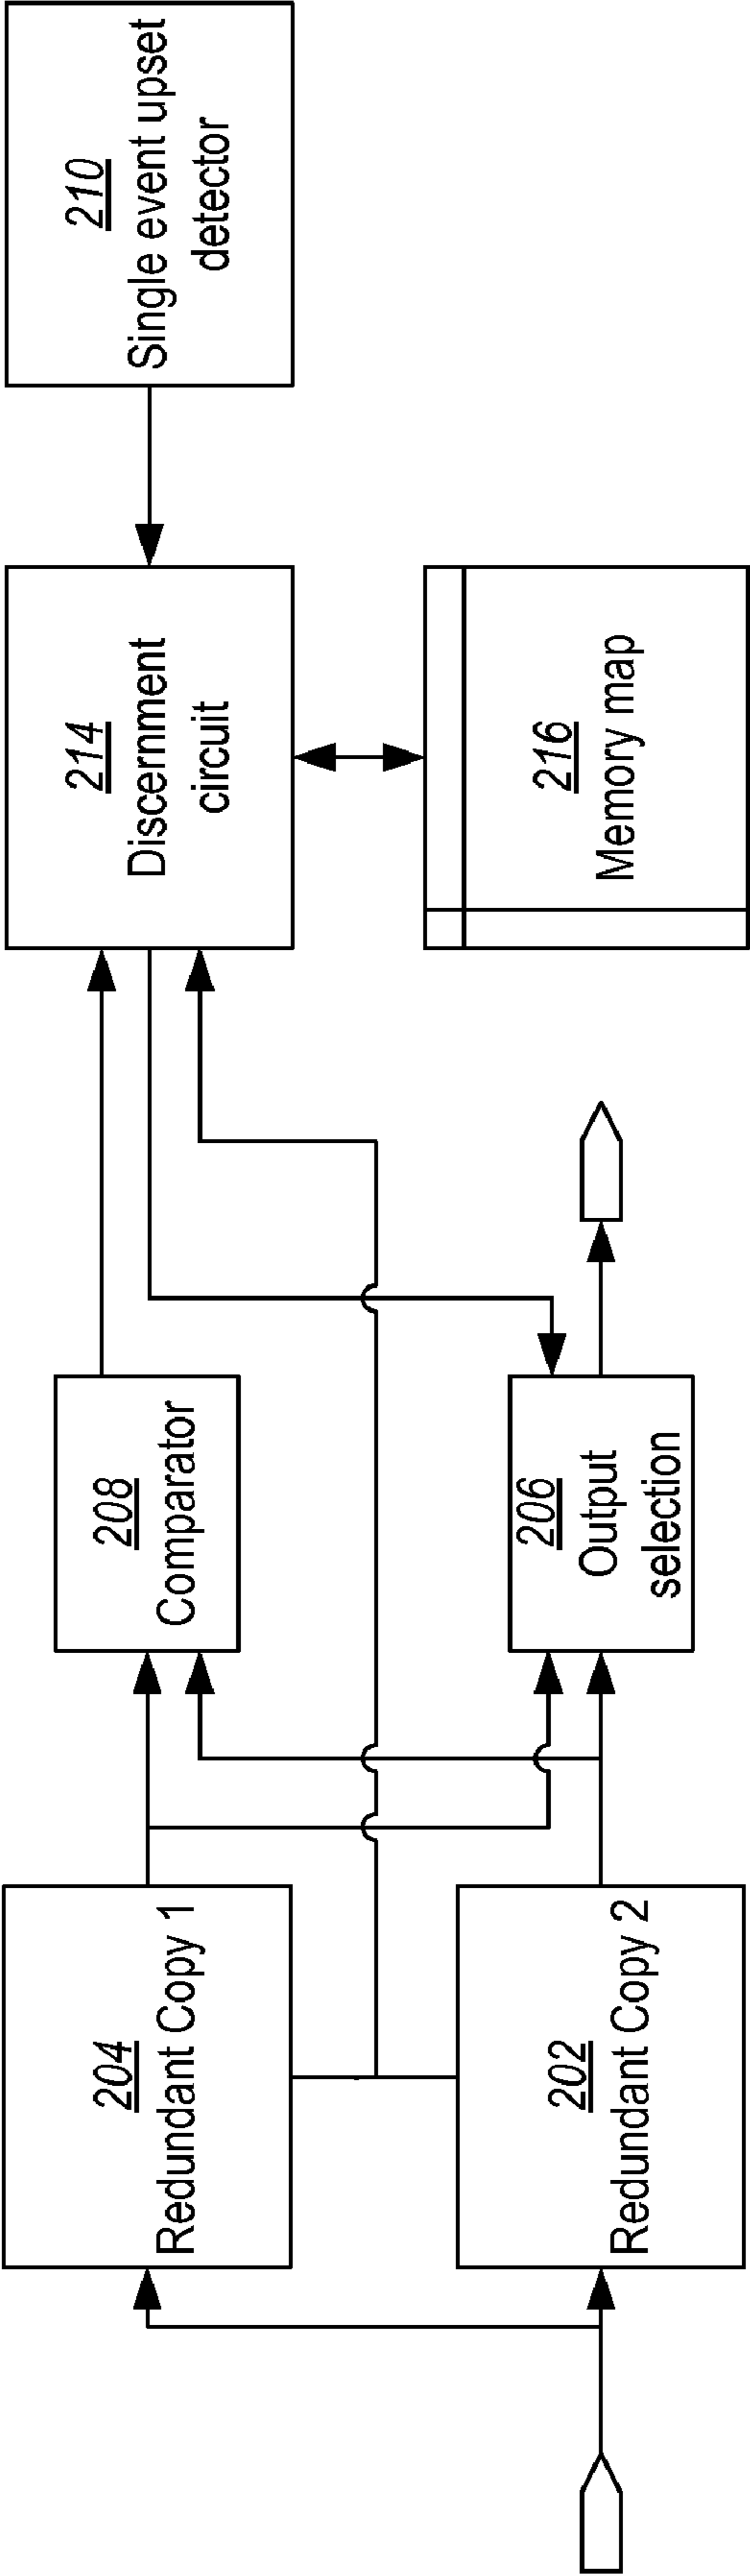 204
Redundant Copy 1
208
Comparator
214
Discernment
circuit
210
Single event upset
detector
202
Redundant Copy 2
206
Output
selection
216
Memory map